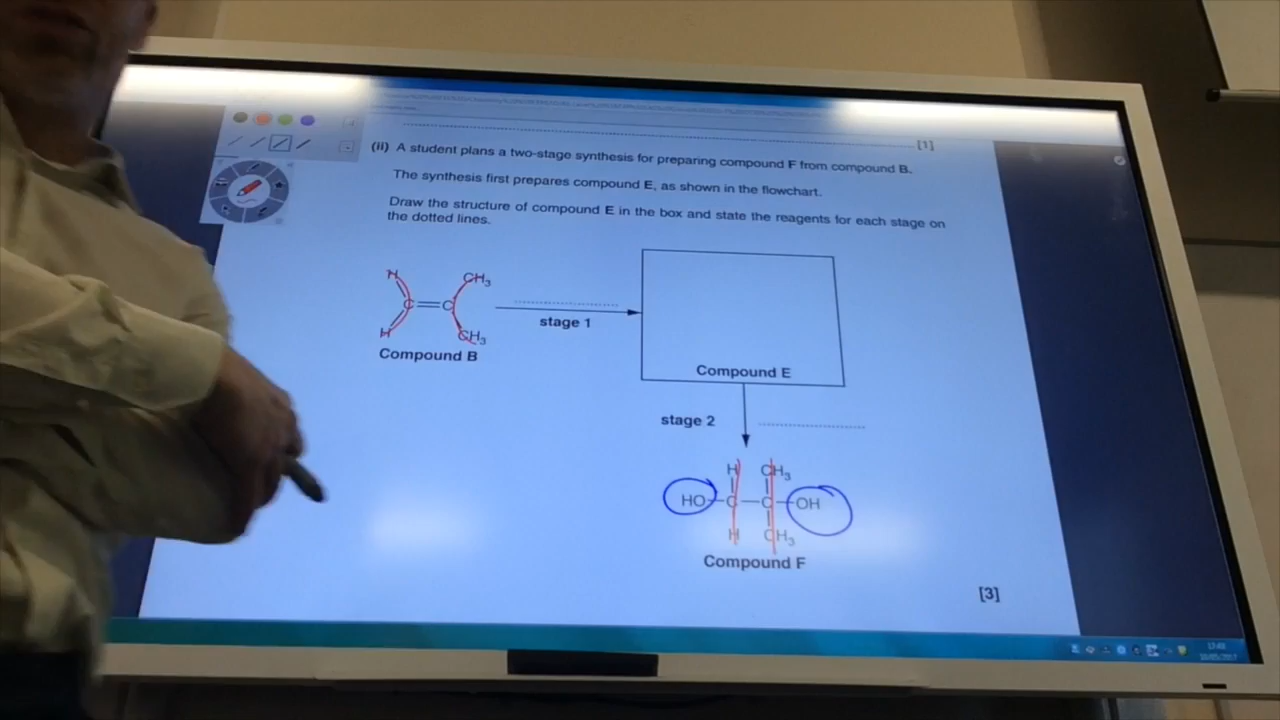 [1]
(ii) A student plans a two-stage synthesis for preparing compound F from compound B.
The synthesis first prepares compound E, as shown in the flowchart.
Draw the structure of compound E in the box and state the reagents for each stage on
the dotted lines.
H CH3
C=C
H CH3
stage 1
Compound B
Compound E
stage 2
H CH3
HO—C—C—OH
H CH3
Compound F
[3]